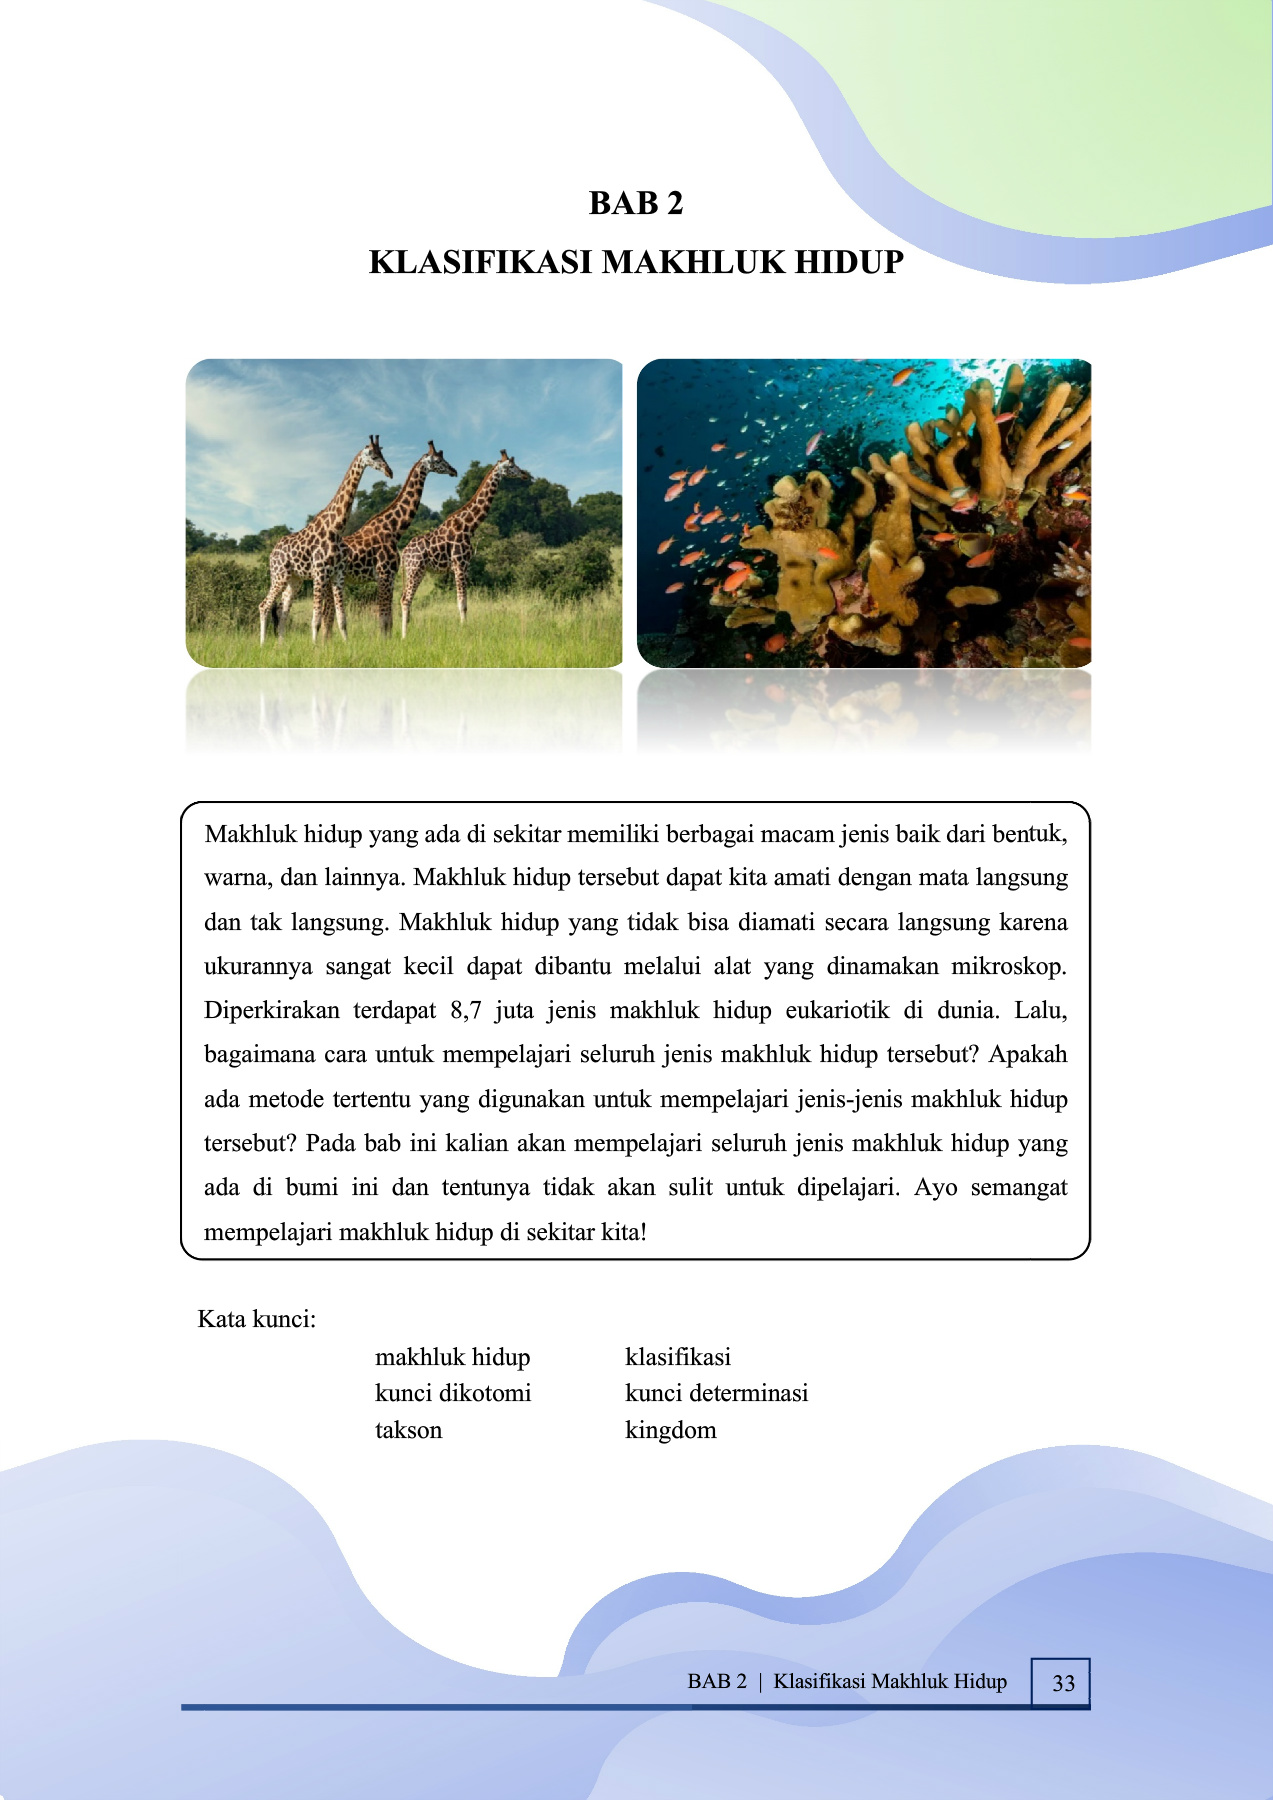 BAB 2
KLASIFIKASI MAKHLUK HIDUP
Makhluk hidup yang ada di sekitar memiliki berbagai macam jenis baik dari bentuk,
warna, dan lainnya. Makhluk hidup tersebut dapat kita amati dengan mata langsung
dan tak langsung. Makhluk hidup yang tidak bisa diamati secara langsung karena
ukurannya sangat kecil dapat dibantu melalui alat yang dinamakan mikroskop.
Diperkirakan terdapat 8,7 juta jenis makhluk hidup eukariotik di dunia. Lalu,
bagaimana cara untuk mempelajari seluruh jenis makhluk hidup tersebut? Apakah
ada metode tertentu yang digunakan untuk mempelajari jenis-jenis makhluk hidup
tersebut? Pada bab ini kalian akan mempelajari seluruh jenis makhluk hidup yang
ada di bumi ini dan tentunya tidak akan sulit untuk dipelajari. Ayo semangat
mempelajari makhluk hidup di sekitar kita!
Kata kunci:
makhluk hidup klasifikasi
kunci dikotomi kunci determinasi
takson kingdom
BAB 2 | Klasifikasi Makhluk Hidup 33